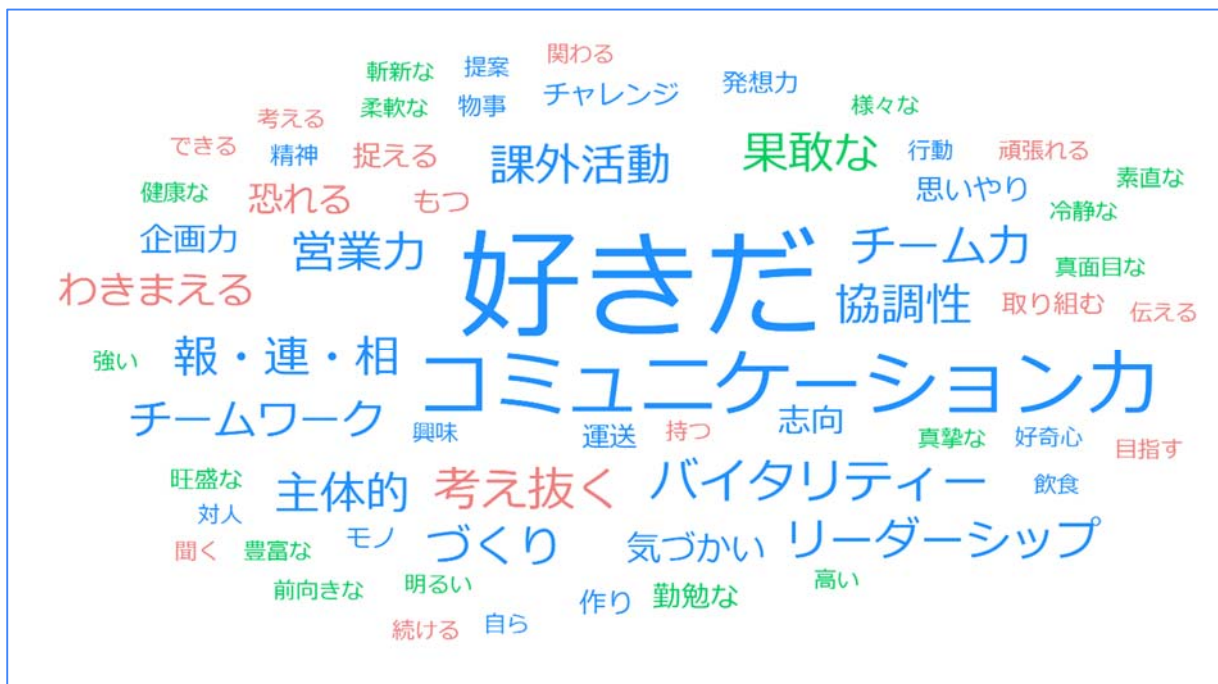 関わる
斬新な 提案
チャレンジ 発想力
考える 柔軟な 物事 様々な
できる 精神 捉える 課外活動 果敢な 行動 頑張れる
健康な 恐れる もつ 思いやり 素直な
冷静な
企画力 営業力 好きだ チーム力
真面目な
わきまえる 協調性 取り組む 伝える
強い 報・連・相 コミュニケーション力
チームワーク 興味 運送 持つ 志向 真摯な 好奇心 目指す
旺盛な 主体的 考え抜く バイタリティー 飲食
対人
聞く 豊富な モノ づくり 気づかい リーダーシップ
前向きな 明るい 高い
作り 勤勉な
続ける 自ら